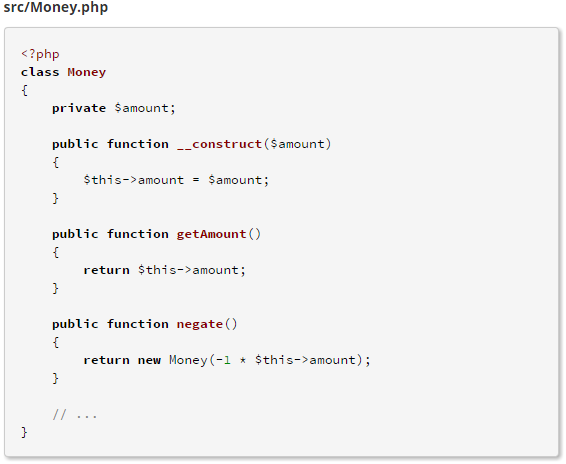 src/Money.php
<?php
class Money
{
    private $amount;

    public function __construct($amount)
    {
        $this->amount = $amount;
    }

    public function getAmount()
    {
        return $this->amount;
    }

    public function negate()
    {
        return new Money(-1 * $this->amount);
    }

    // ...
}